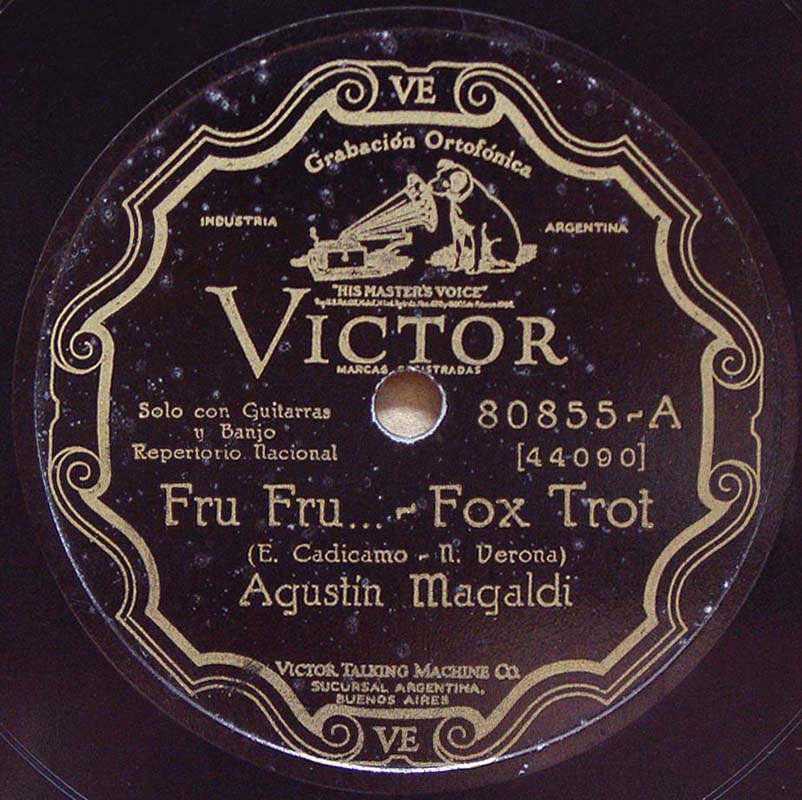 VE
Grabación Ortofónica
INDUSTRIA ARGENTINA
"HIS MASTER'S VOICE"
VICTOR
MARCAS REGISTRADAS
Solo con Guitarras
y Banjo
Repertorio Nacional
80855-A
[44090]
Fru Fru...-Fox Trot
(E. Cadicamo - N. Verona)
Agustín Magaldi
VICTOR TALKING MACHINE CO.
SUCURSAL ARGENTINA,
BUENOS AIRES
VE